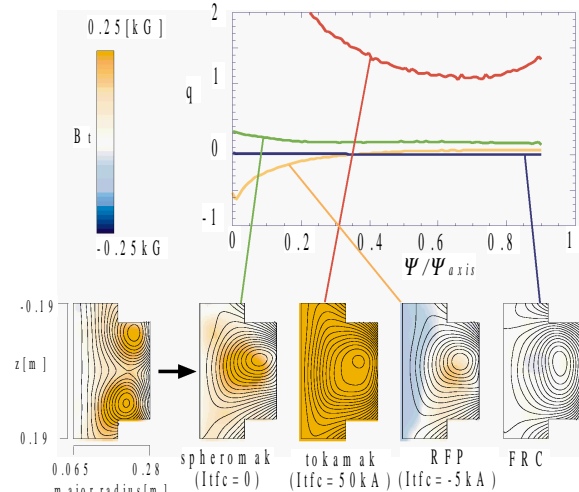 0.25[kG]
Bt
-0.25kG
2
1
q
0
-1
0 0.2 0.4 0.6 0.8 1
Ψ/Ψaxis
-0.19
z[m]
0.19
0.065 0.28
major radius[m]
spheromak tokamak RFP FRC
(Itfc=0) (Itfc=50kA) (Itfc=-5kA)